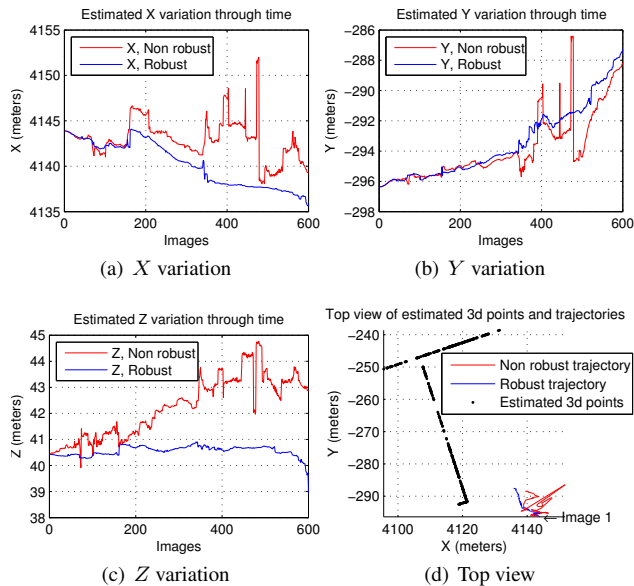 Estimated X variation through time
4155
4150
4145
4140
4135
X (meters)
X, Non robust
X, Robust
0 200 400 600
Images
(a) X variation
Estimated Y variation through time
−286
−288
−290
−292
−294
−296
−298
Y (meters)
Y, Non robust
Y, Robust
0 200 400 600
Images
(b) Y variation
Estimated Z variation through time
45
44
43
42
41
40
39
38
Z (meters)
Z, Non robust
Z, Robust
0 200 400 600
Images
(c) Z variation
Top view of estimated 3d points and trajectories
−240
−250
−260
−270
−280
−290
Y (meters)
Non robust trajectory
Robust trajectory
Estimated 3d points
← Image 1
4100 4120 4140
X (meters)
(d) Top view